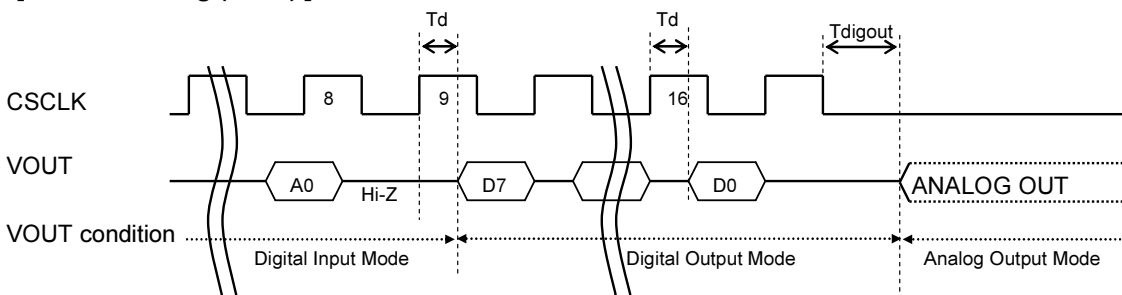 Td Td Tdigout
CSCLK 8 9 16
VOUT A0 Hi-Z D7 D0 ANALOG OUT
VOUT condition
Digital Input Mode Digital Output Mode Analog Output Mode